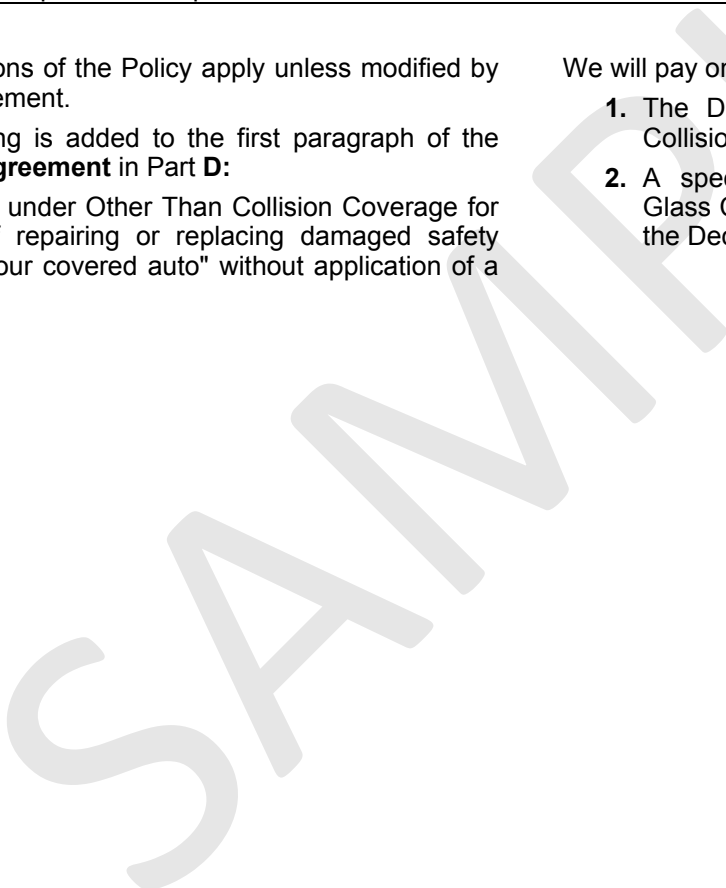 ons of the Policy apply unless modified by
ement.
ng is added to the first paragraph of the
greement in Part D:
under Other Than Collision Coverage for
repairing or replacing damaged safety
our covered auto" without application of a
We will pay
1. The D
Collisio
2. A spe
Glass
the Dec
SAMP